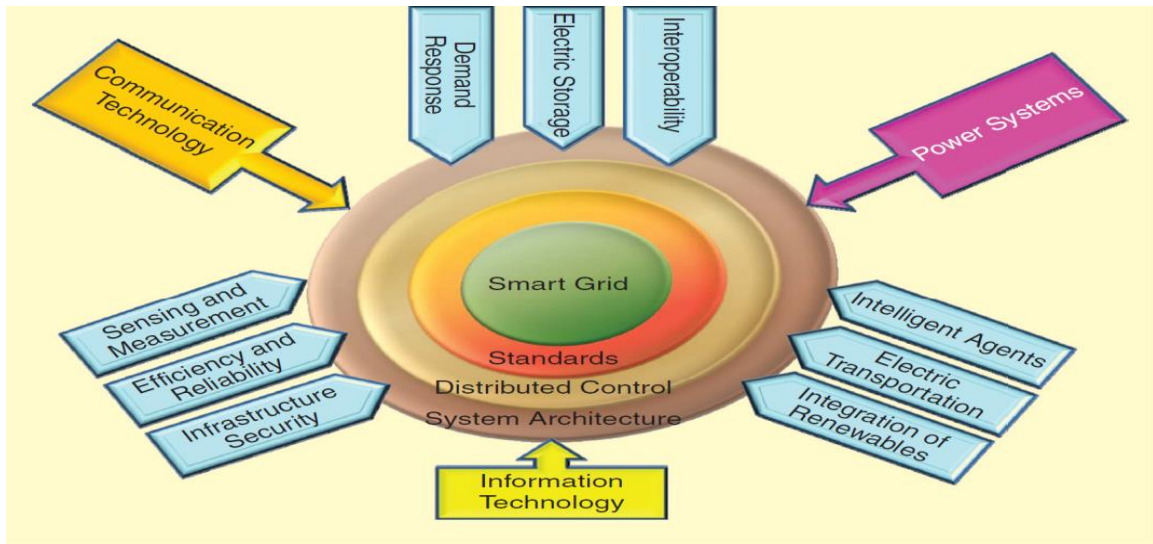 Communication
Technology
Demand
Response
Electric Storage
Interoperability
Power Systems
Smart Grid
Standards
Distributed Control
System Architecture
Sensing and
Measurement
Efficiency and
Reliability
Infrastructure
Security
Intelligent Agents
Electric
Transportation
Integration of
Renewables
Information
Technology